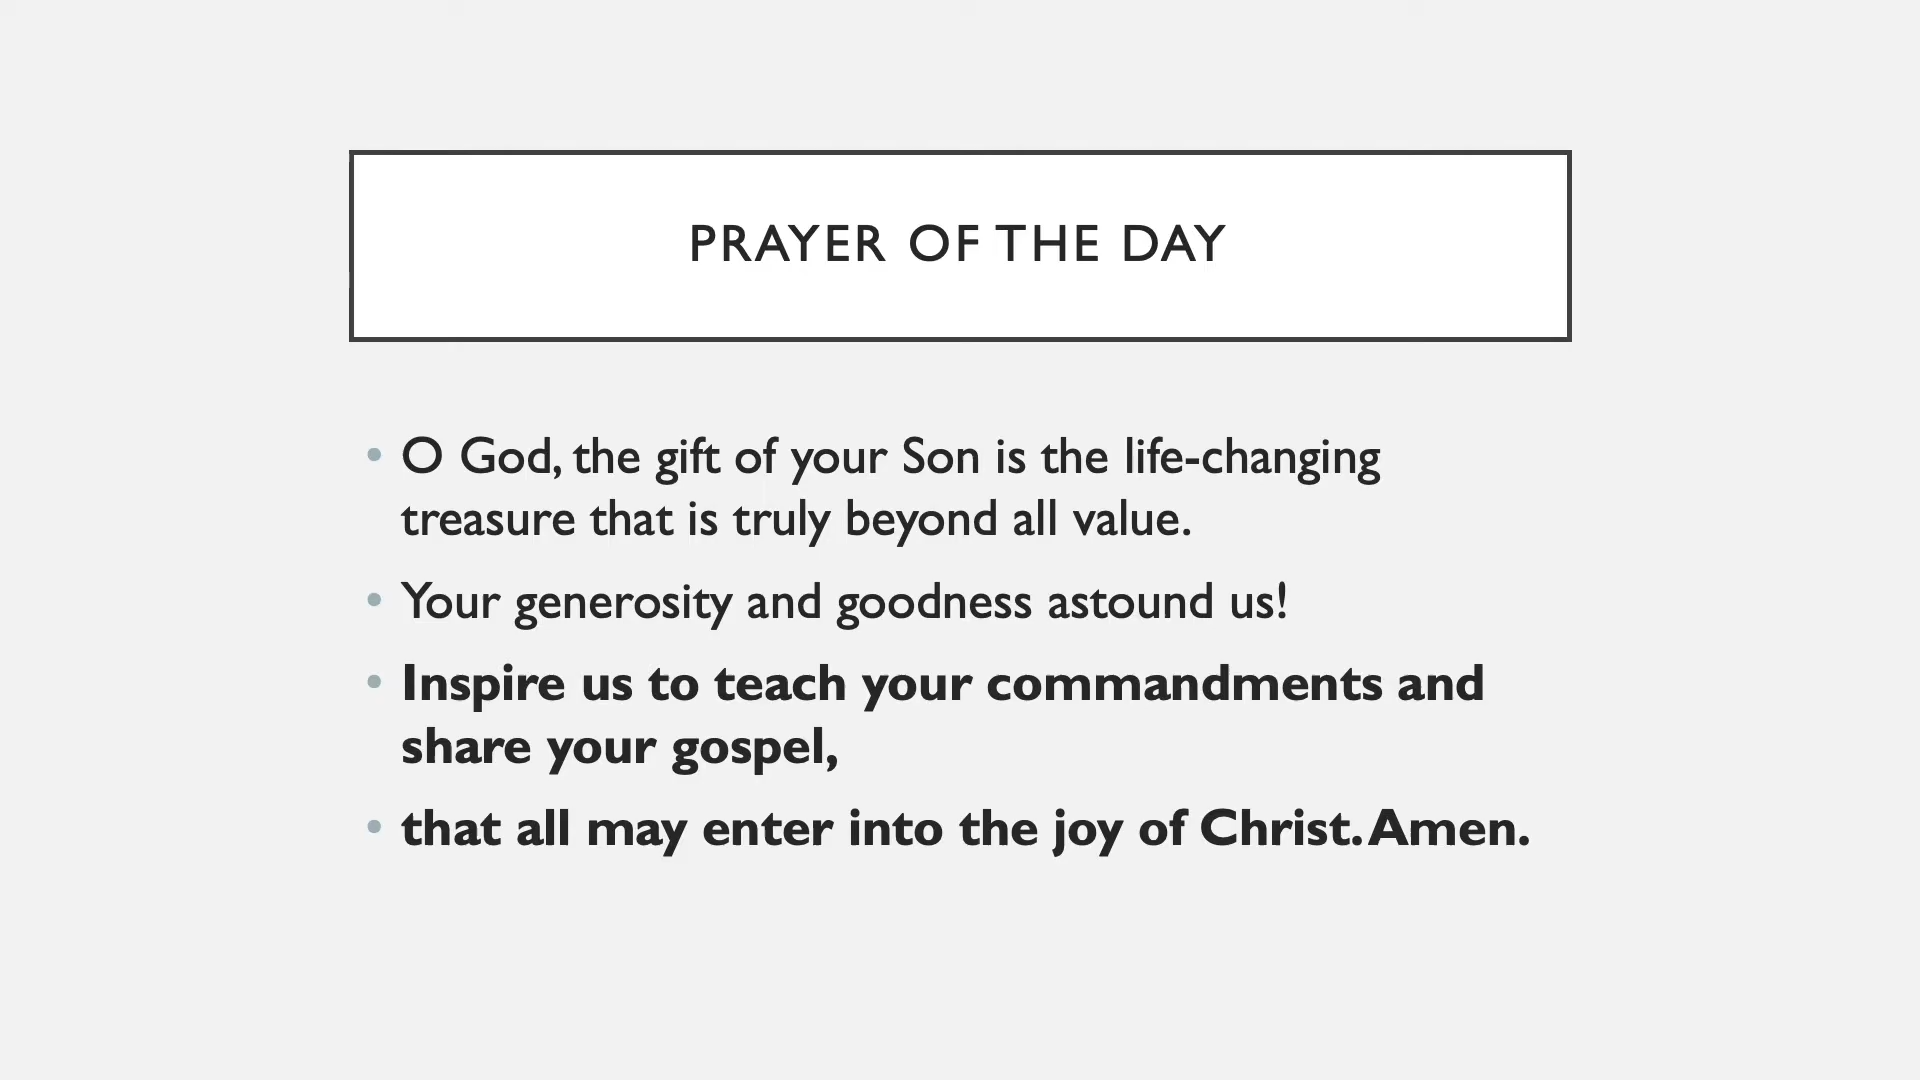 PRAYER OF THE DAY
• O God, the gift of your Son is the life-changing
treasure that is truly beyond all value.
• Your generosity and goodness astound us!
• Inspire us to teach your commandments and
share your gospel,
• that all may enter into the joy of Christ. Amen.